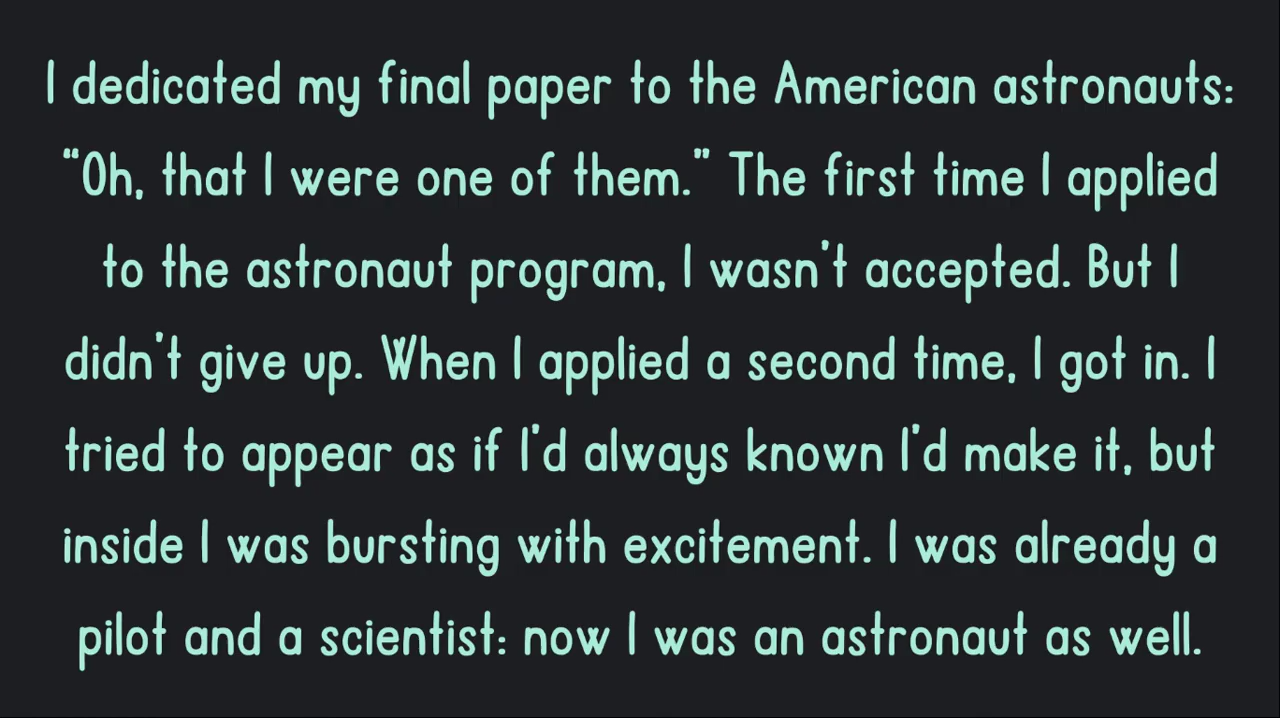 I dedicated my final paper to the American astronauts:
“Oh, that I were one of them.” The first time I applied
to the astronaut program, I wasn't accepted. But I
didn't give up. When I applied a second time, I got in. I
tried to appear as if I'd always known I'd make it, but
inside I was bursting with excitement. I was already a
pilot and a scientist: now I was an astronaut as well.